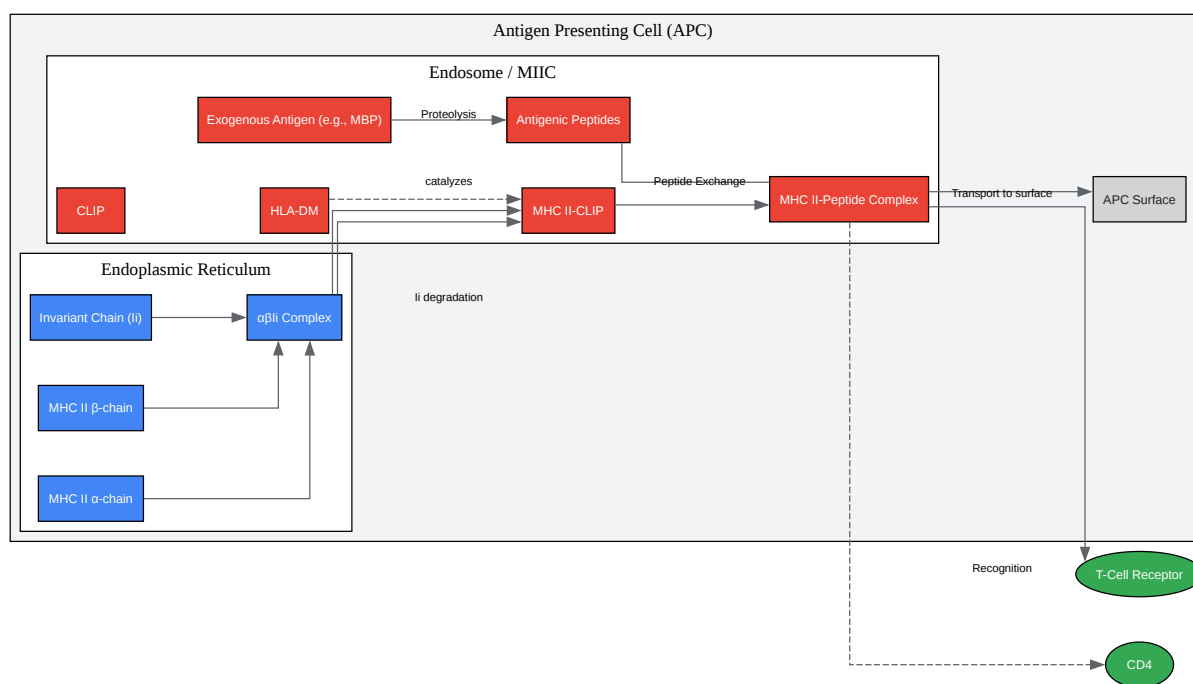 Antigen Presenting Cell (APC)
Endosome / MIIC
Exogenous Antigen (e.g., MBP)
Proteolysis
Antigenic Peptides
catalyzes
Peptide Exchange
CLIP
HLA-DM
MHC II-CLIP
MHC II-Peptide Complex
Transport to surface
APC Surface
Endoplasmic Reticulum
Invariant Chain (Ii)
αβIi Complex
Ii degradation
MHC II β-chain
MHC II α-chain
Recognition
T-Cell Receptor
CD4